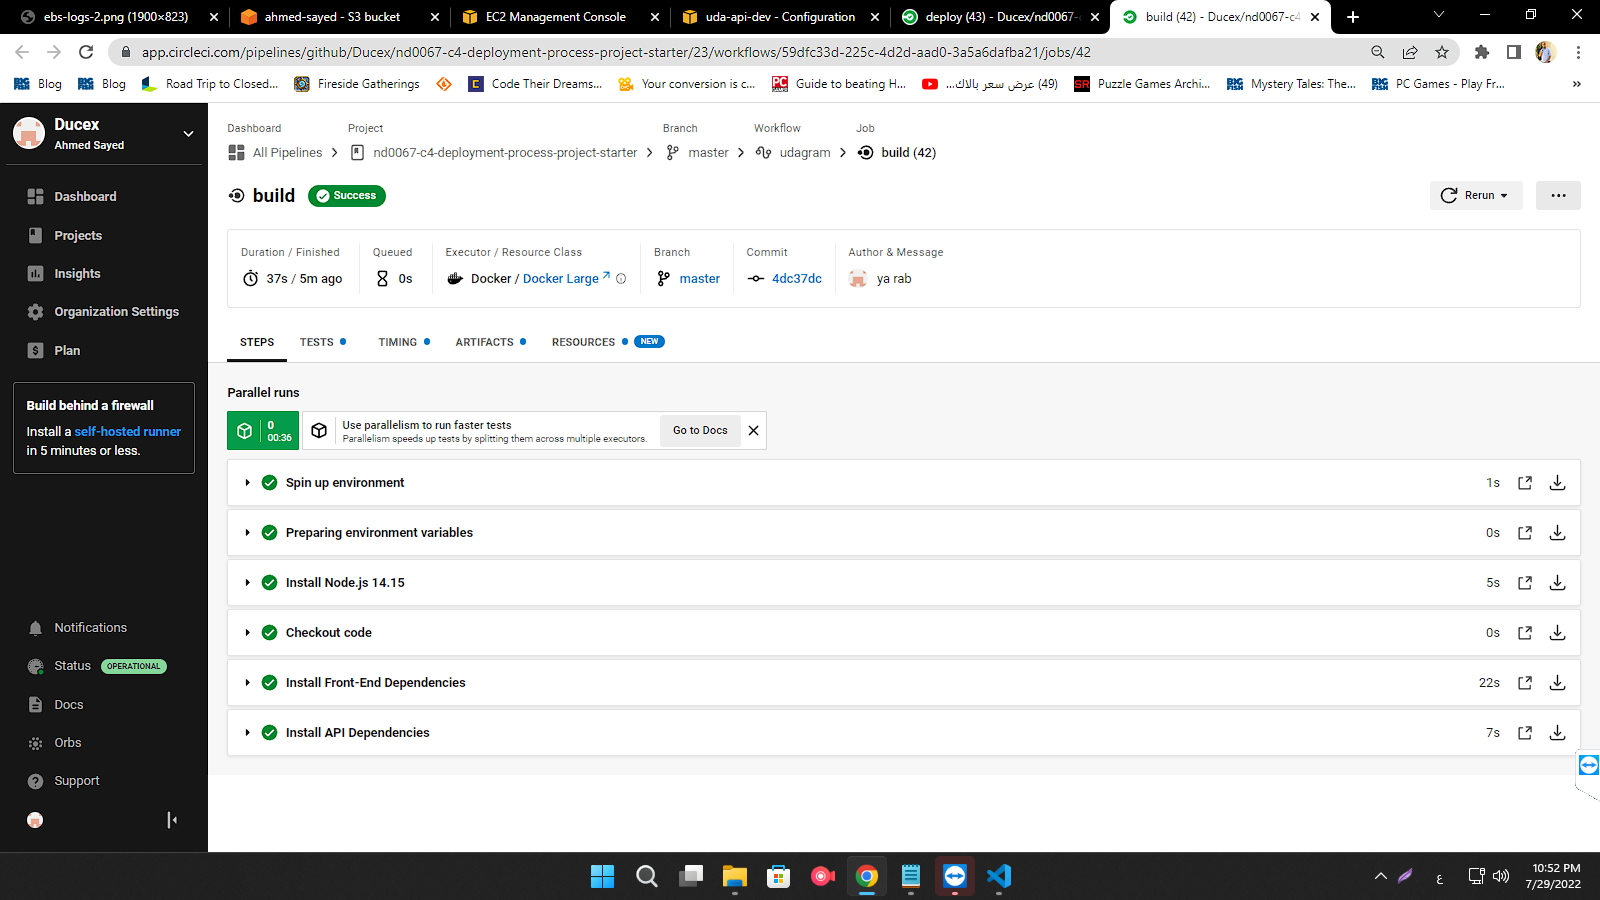 ebs-logs-2.png (1900×823)
ahmed-sayed - S3 bucket
EC2 Management Console
uda-api-dev - Configuration
deploy (43) - Ducex/nd0067-
build (42) - Ducex/nd0067-c4
app.circleci.com/pipelines/github/Ducex/nd0067-c4-deployment-process-project-starter/23/workflows/59dfc33d-225c-4d2d-aad0-3a5a6dafba21/jobs/42
Blog
Blog
Road Trip to Closed...
Fireside Gatherings
Code Their Dreams...
Your conversion is c...
Guide to beating H...
(49) عرض سعر بالاك...
Puzzle Games Archi...
Mystery Tales: The...
PC Games - Play Fr...
»
Ducex
Ahmed Sayed
Dashboard
Projects
Insights
Organization Settings
Plan
Build behind a firewall
Install a self-hosted runner
in 5 minutes or less.
Notifications
Status OPERATIONAL
Docs
Orbs
Support
Dashboard Project Branch Workflow Job
All Pipelines nd0067-c4-deployment-process-project-starter master udagram build (42)
build Success
Rerun
Duration / Finished Queued Executor / Resource Class Branch Commit Author & Message
37s / 5m ago 0s Docker / Docker Large master 4dc37dc ya rab
STEPS TESTS TIMING ARTIFACTS RESOURCES NEW
Parallel runs
0
00:36
Use parallelism to run faster tests
Parallelism speeds up tests by splitting them across multiple executors.
Go to Docs
Spin up environment 1s
Preparing environment variables 0s
Install Node.js 14.15 5s
Checkout code 0s
Install Front-End Dependencies 22s
Install API Dependencies 7s
ع
10:52 PM
7/29/2022